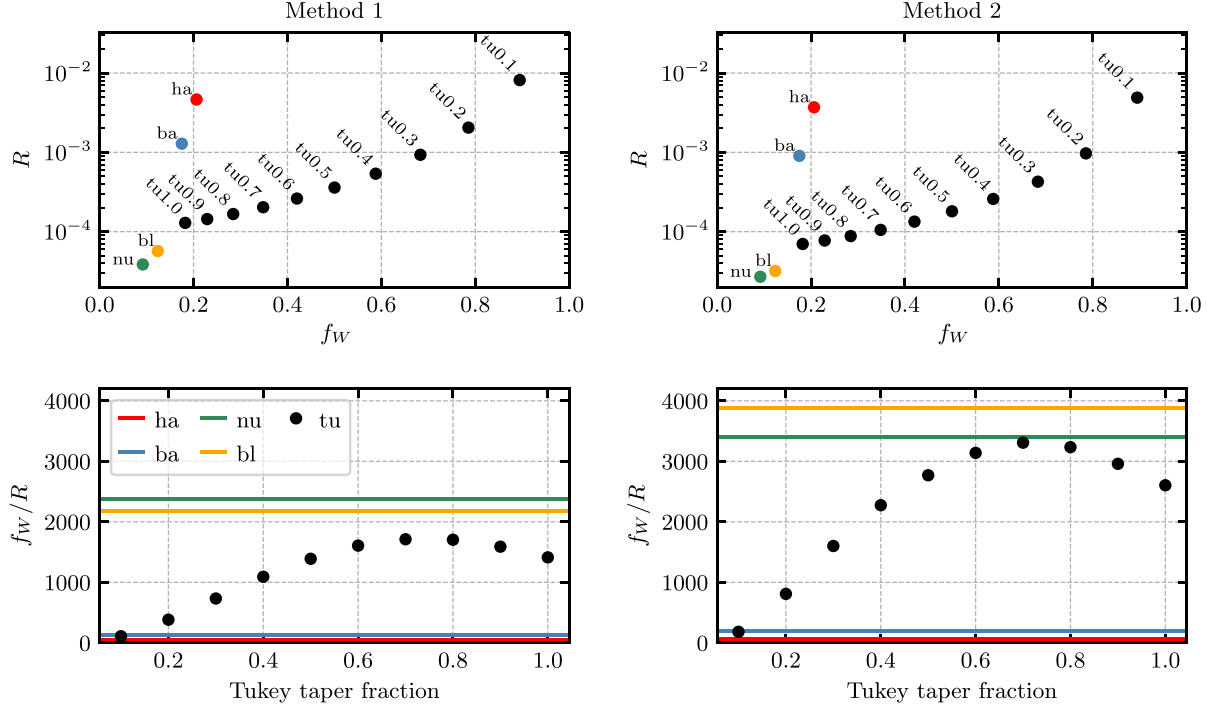 Method 1
R
10⁻²
10⁻³
10⁻⁴
ha
ba
bl
nu
tu1.0
tu0.9
tu0.8
tu0.7
tu0.6
tu0.5
tu0.4
tu0.3
tu0.2
tu0.1
0.0 0.2 0.4 0.6 0.8 1.0
f_W
Method 2
R
10⁻²
10⁻³
10⁻⁴
ha
ba
bl
nu
tu1.0
tu0.9
tu0.8
tu0.7
tu0.6
tu0.5
tu0.4
tu0.3
tu0.2
tu0.1
0.0 0.2 0.4 0.6 0.8 1.0
f_W
f_W/R
4000
3000
2000
1000
0
ha nu tu
ba bl
0.2 0.4 0.6 0.8 1.0
Tukey taper fraction
f_W/R
4000
3000
2000
1000
0
0.2 0.4 0.6 0.8 1.0
Tukey taper fraction